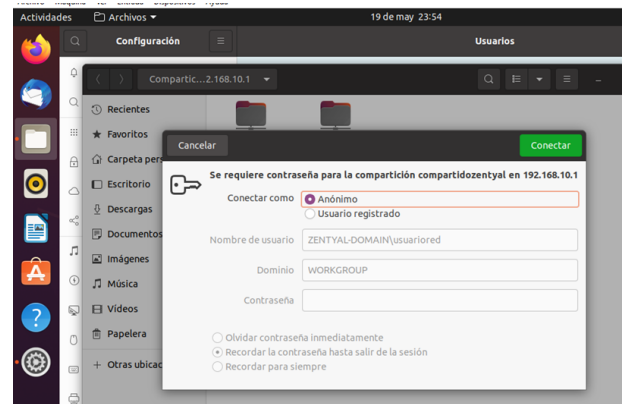 Actividades Archivos 19 de may 23:54
Configuración Usuarios
Compartic...2.168.10.1
Recientes
Favoritos
Carpeta pers
Escritorio
Descargas
Documentos
Imágenes
Música
Vídeos
Papelera
+ Otras ubicac
Cancelar Conectar
Se requiere contraseña para la compartición compartidozentyal en 192.168.10.1
Conectar como Anónimo
Usuario registrado
Nombre de usuario ZENTYAL-DOMAIN\usuariored
Dominio WORKGROUP
Contraseña
Olvidar contraseña inmediatamente
Recordar la contraseña hasta salir de la sesión
Recordar para siempre